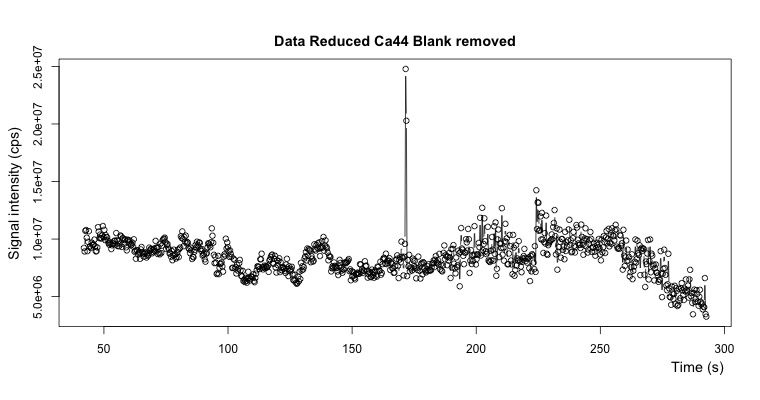 Data Reduced Ca44 Blank removed
Signal intensity (cps)
2.5e+07
2.0e+07
1.5e+07
1.0e+07
5.0e+06
50 100 150 200 250 300
Time (s)